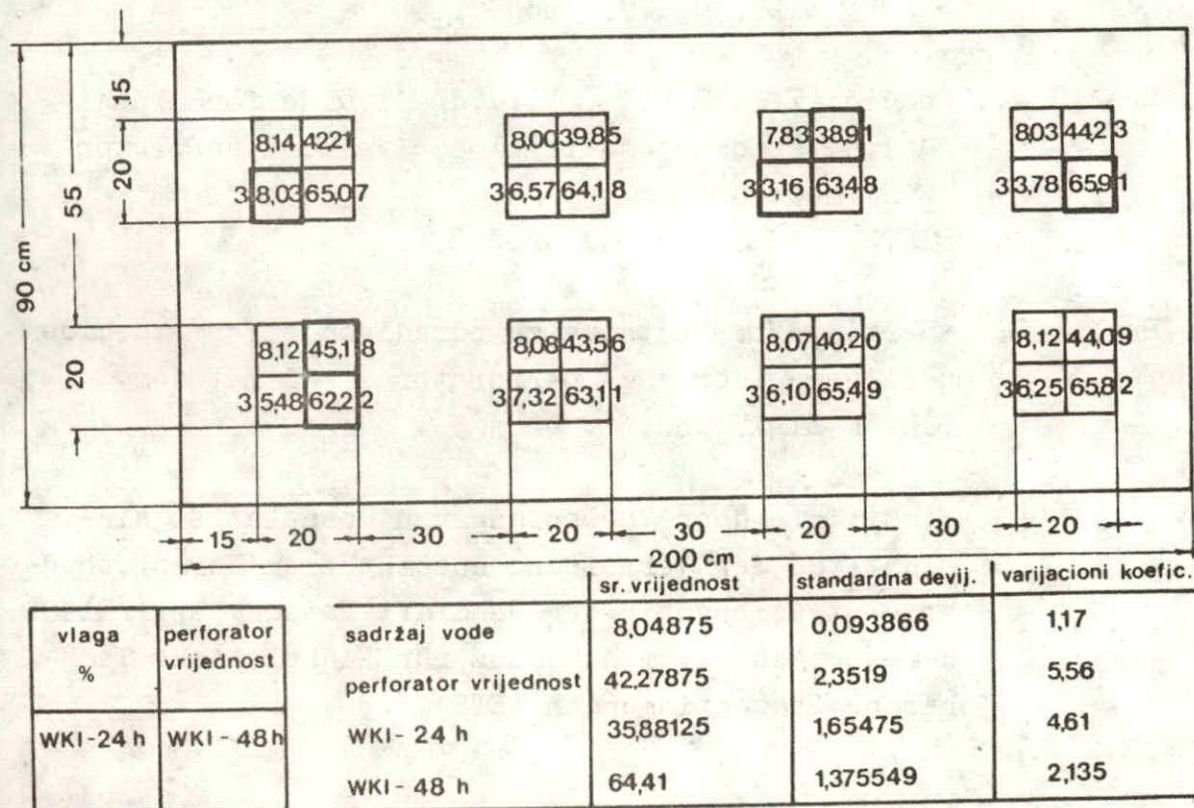 15
8,14 42,21 8,00 39,85 7,83 38,91 8,03 44,23
20
38,03 65,07 36,57 64,18 33,16 63,48 33,78 65,91
55
90 cm
8,12 45,18 8,08 43,56 8,07 40,20 8,12 44,09
20
35,48 62,22 37,32 63,11 36,10 65,49 36,25 65,82
15 20 30 20 30 20 30 20
200 cm
sr. vrijednost standardna devij. varijacioni koefic.
vlaga % perforator vrijednost
WKI-24 h WKI - 48 h
sadržaj vode 8,04875 0,093866 1,17
perforator vrijednost 42,27875 2,3519 5,56
WKI - 24 h 35,88125 1,65475 4,61
WKI - 48 h 64,41 1,375549 2,135